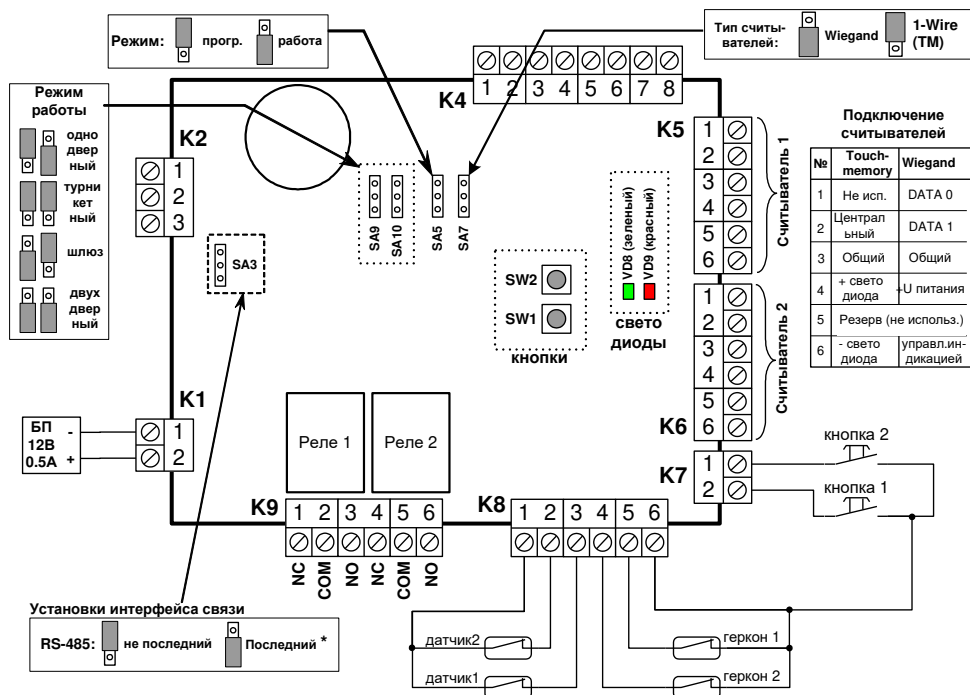 Режим: прогр. работа
Тип считы-
вателей: Wiegand 1-Wire
(TM)
Режим
работы
одно
двер
ный
турни
кет
ный
шлюз
двух
двер
ный
K4
1 2 3 4 5 6 7 8
K2
1
2
3
SA9
SA10
SA5
SA7
SA3
K5
1
2
3
4
5
6
Считыватель 1
VD8 (зеленый)
VD9 (красный)
свето
диоды
SW2
SW1
кнопки
K6
1
2
3
4
5
6
Считыватель 2
Подключение
считывателей
№ Touch-
memory Wiegand
1 Не исп. DATA 0
2 Централ
ьный DATA 1
3 Общий Общий
4 + свето
диода +U питания
5 Резерв (не использ.)
6 - свето
диода управл.ин-
дикацией
K1
1
2
БП
12В
0.5А
-
+
Реле 1
Реле 2
K7
1
2
кнопка 2
кнопка 1
K9
1 2 3 4 5 6
NC COM NO NC COM NO
K8
1 2 3 4 5 6
датчик2
датчик1
геркон 1
геркон 2
Установки интерфейса связи
RS-485: не последний Последний *